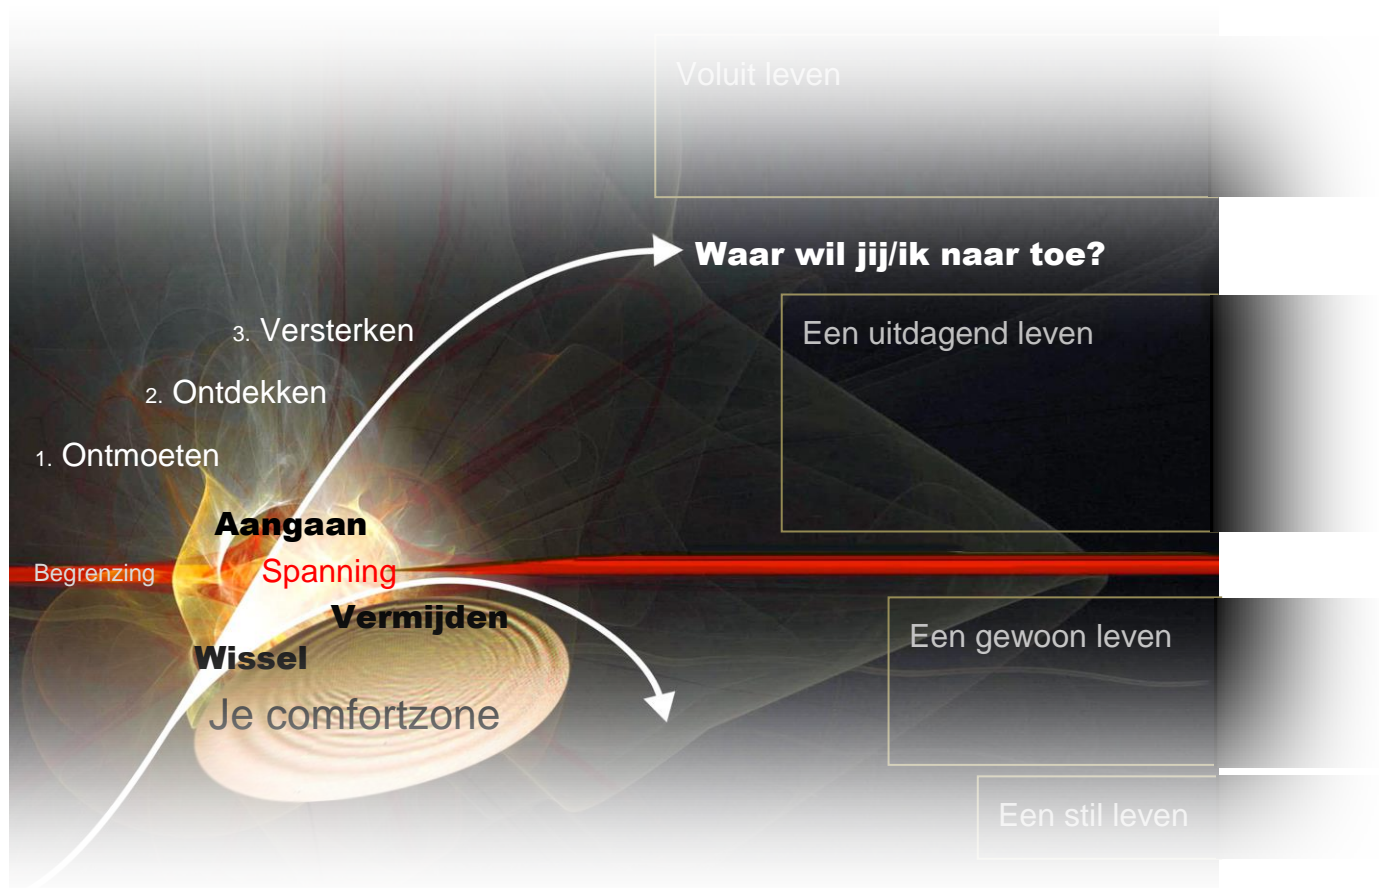 Voluit leven
Waar wil jij/ik naar toe?
3. Versterken
Een uitdagend leven
2. Ontdekken
1. Ontmoeten
Aangaan
Begrenzing
Spanning
Vermijden
Een gewoon leven
Wissel
Je comfortzone
Een stil leven